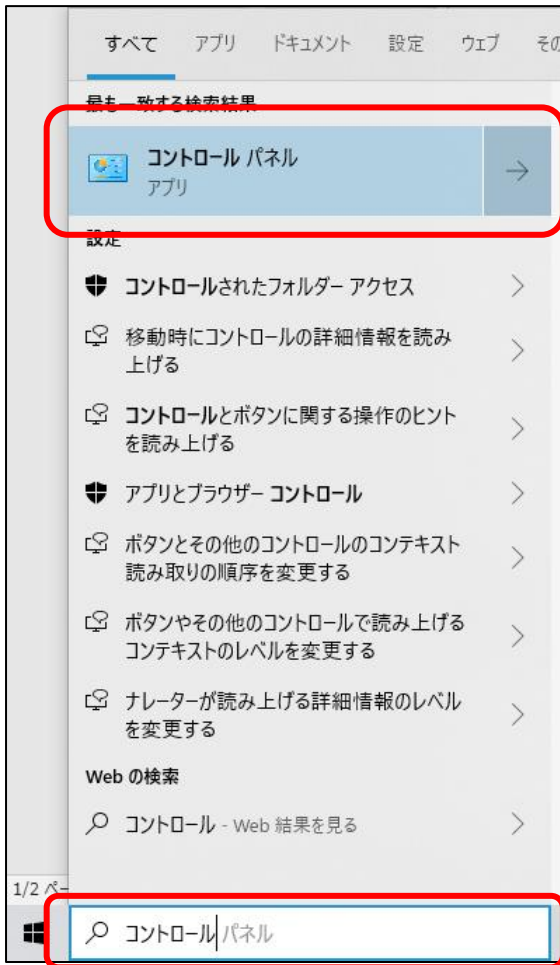 すべて アプリ ドキュメント 設定 ウェブ その
最も一致する検索結果
コントロール パネル
アプリ
設定
コントロールされたフォルダー アクセス
移動時にコントロールの詳細情報を読み
上げる
コントロールとボタンに関する操作のヒント
を読み上げる
アプリとブラウザー コントロール
ボタンとその他のコントロールのコンテキスト
読み取りの順序を変更する
ボタンやその他のコントロールで読み上げる
コンテキストのレベルを変更する
ナレーターが読み上げる詳細情報のレベル
を変更する
Web の検索
コントロール - Web 結果を見る
1/2 ペー
コントロール パネル